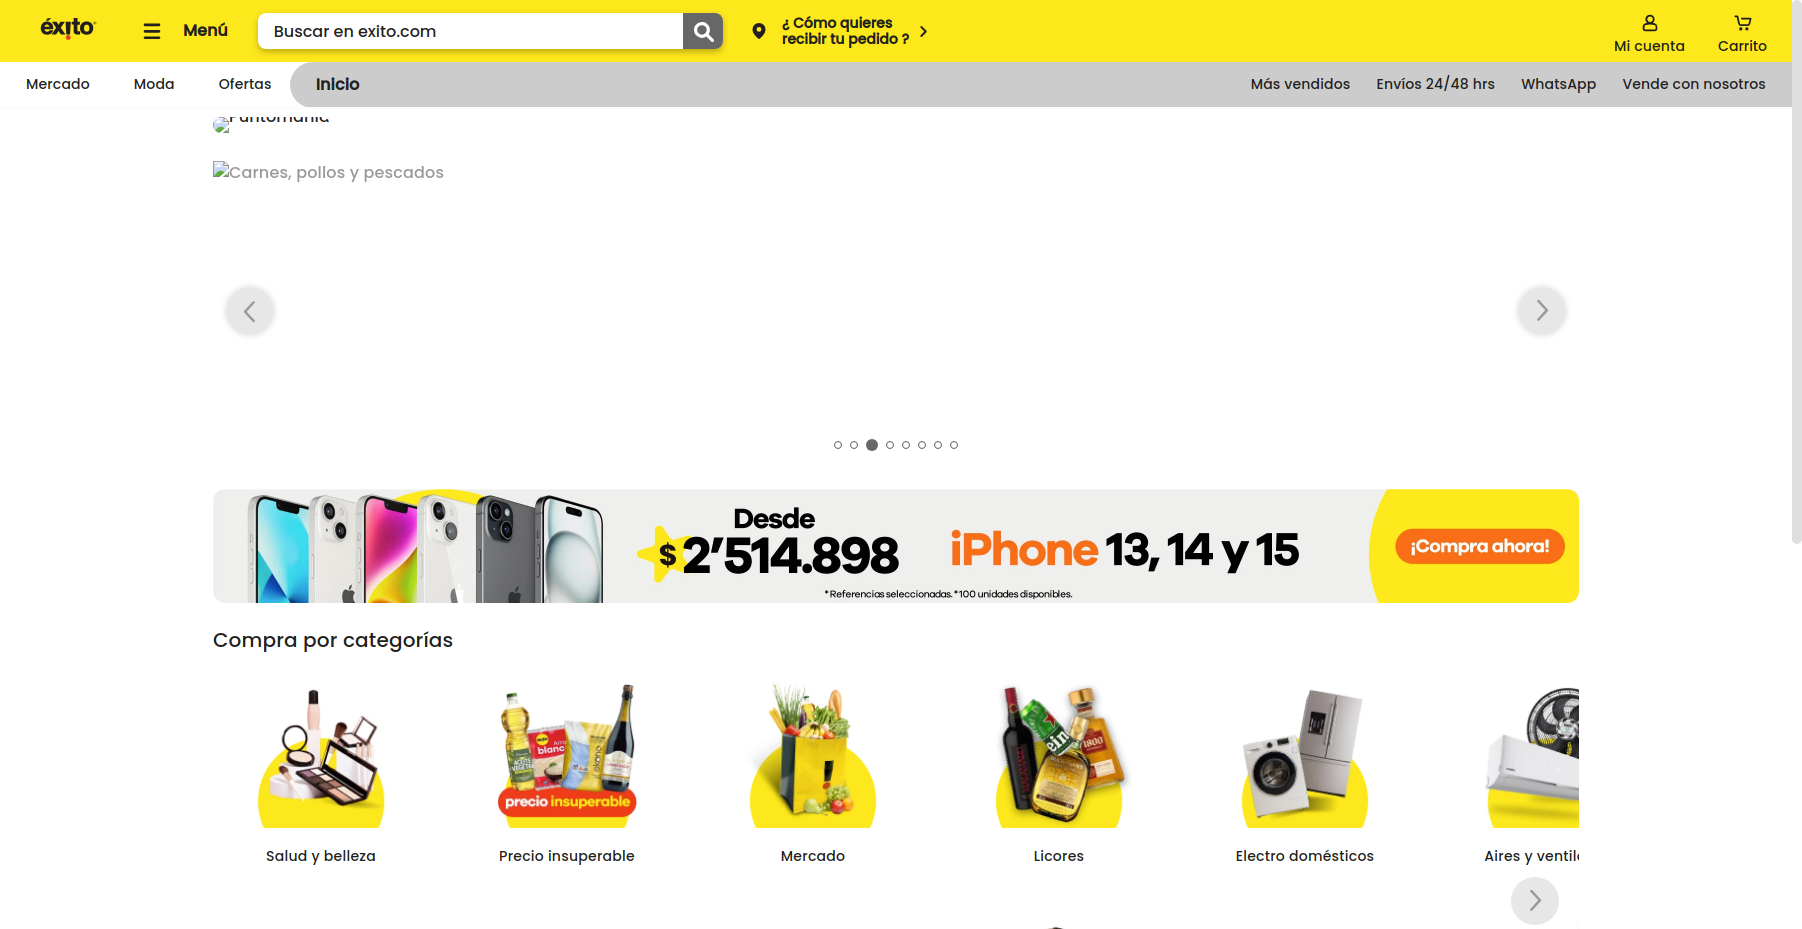 éxito
Menú
Buscar en exito.com
¿ Cómo quieres
recibir tu pedido ?
Mi cuenta
Carrito
Mercado
Moda
Ofertas
Inicio
Más vendidos
Envíos 24/48 hrs
WhatsApp
Vende con nosotros
Puntomanía
Carnes, pollos y pescados
Desde
$ 2'514.898
iPhone 13, 14 y 15
*Referencias seleccionadas. *100 unidades disponibles.
¡Compra ahora!
Compra por categorías
precio insuperable
1800
Salud y belleza
Precio insuperable
Mercado
Licores
Electro domésticos
Aires y ventil